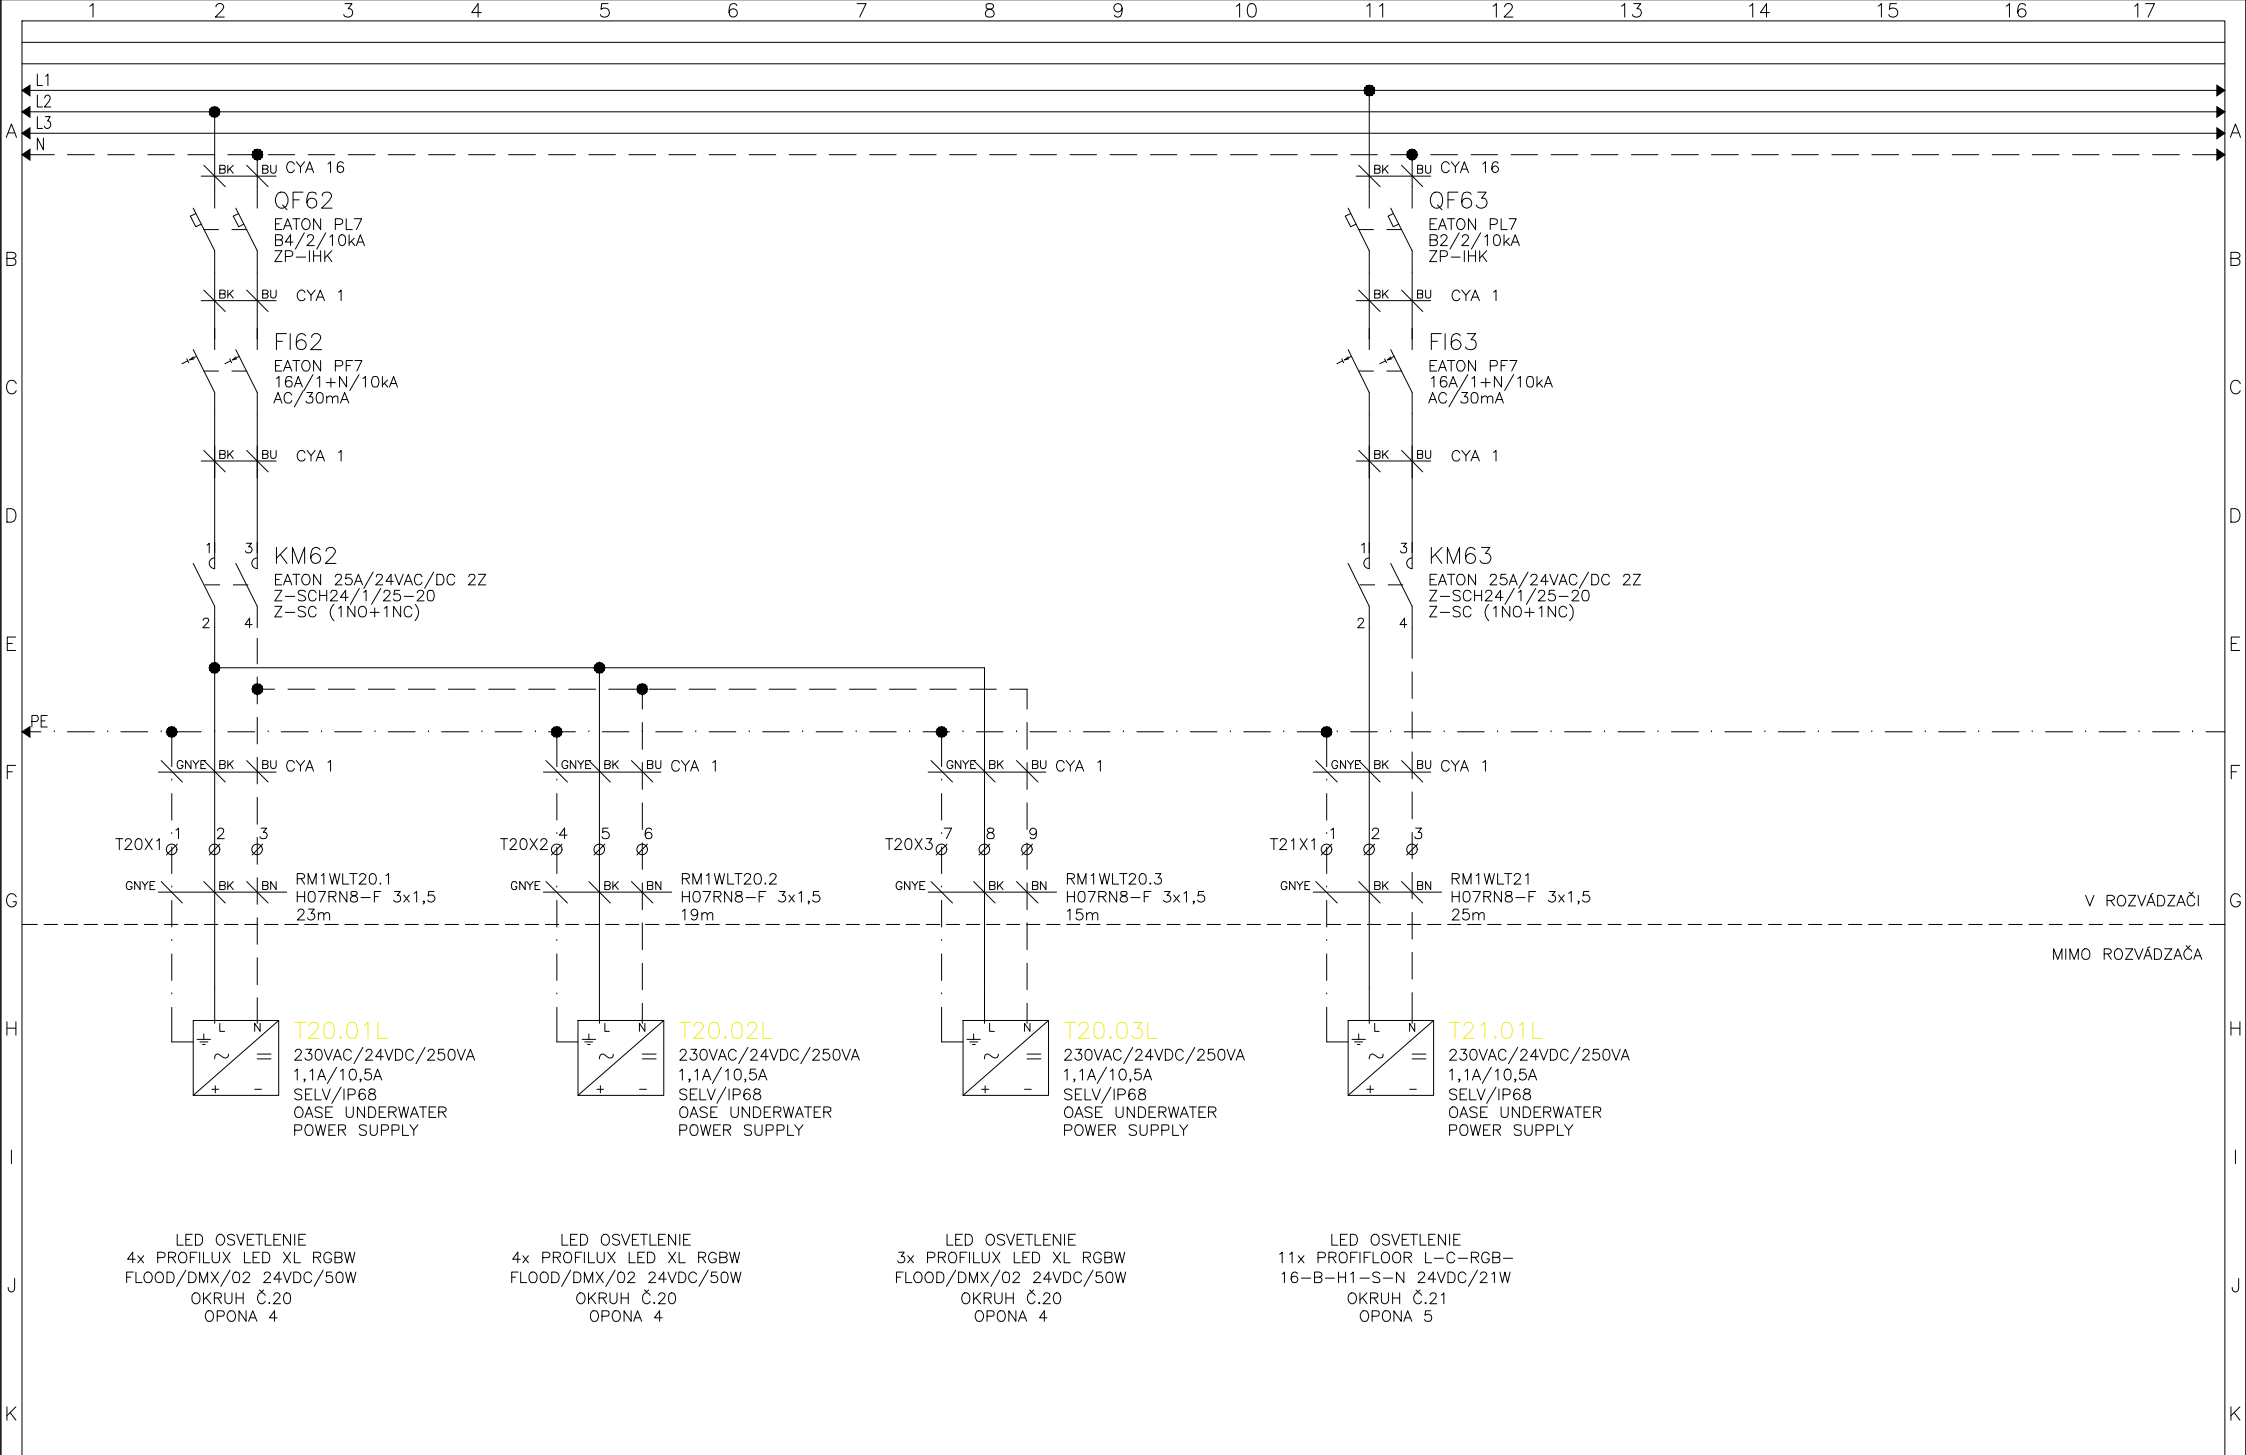 1 2 3 4 5 6 7 8 9 10 11 12 13 14 15 16 17
L1
L2
L3
A A
N
BK BU CYA 16 BK BU CYA 16
QF62 QF63
EATON PL7 EATON PL7
B4/2/10kA B2/2/10kA
ZP-IHK ZP-IHK
B B
BK BU CYA 1 BK BU CYA 1
FI62 FI63
EATON PF7 EATON PF7
16A/1+N/10kA 16A/1+N/10kA
C C
AC/30mA AC/30mA
BK BU CYA 1 BK BU CYA 1
D D
1 3 KM62 1 3 KM63
EATON 25A/24VAC/DC 2Z EATON 25A/24VAC/DC 2Z
Z-SCH24/1/25-20 Z-SCH24/1/25-20
Z-SC (1NO+1NC) Z-SC (1NO+1NC)
2 4 2 4
E E
PE
GNYE BK BU CYA 1 GNYE BK BU CYA 1 GNYE BK BU CYA 1 GNYE BK BU CYA 1
F F
1 2 3 4 5 6 7 8 9 1 2 3
T20X1 T20X2 T20X3 T21X1
GNYE BK BN RM1WLT20.1 GNYE BK BN RM1WLT20.2 GNYE BK BN RM1WLT20.3 GNYE BK BN RM1WLT21
H07RN8-F 3x1,5 H07RN8-F 3x1,5 H07RN8-F 3x1,5 H07RN8-F 3x1,5
G V ROZVÁDZAČI G
23m 19m 15m 25m
MIMO ROZVÁDZAČA
H L N T20.01L L N T20.02L L N T20.03L L N T21.01L H
230VAC/24VDC/250VA 230VAC/24VDC/250VA 230VAC/24VDC/250VA 230VAC/24VDC/250VA
1,1A/10,5A 1,1A/10,5A 1,1A/10,5A 1,1A/10,5A
+ - SELV/IP68 + - SELV/IP68 + - SELV/IP68 + - SELV/IP68
OASE UNDERWATER OASE UNDERWATER OASE UNDERWATER OASE UNDERWATER
POWER SUPPLY POWER SUPPLY POWER SUPPLY POWER SUPPLY
I I
LED OSVETLENIE LED OSVETLENIE LED OSVETLENIE LED OSVETLENIE
4x PROFILUX LED XL RGBW 4x PROFILUX LED XL RGBW 3x PROFILUX LED XL RGBW 11x PROFIFLOOR L-C-RGB-
FLOOD/DMX/02 24VDC/50W FLOOD/DMX/02 24VDC/50W FLOOD/DMX/02 24VDC/50W 16-B-H1-S-N 24VDC/21W
J J
OKRUH Č.20 OKRUH Č.20 OKRUH Č.20 OKRUH Č.21
OPONA 4 OPONA 4 OPONA 4 OPONA 5
K K